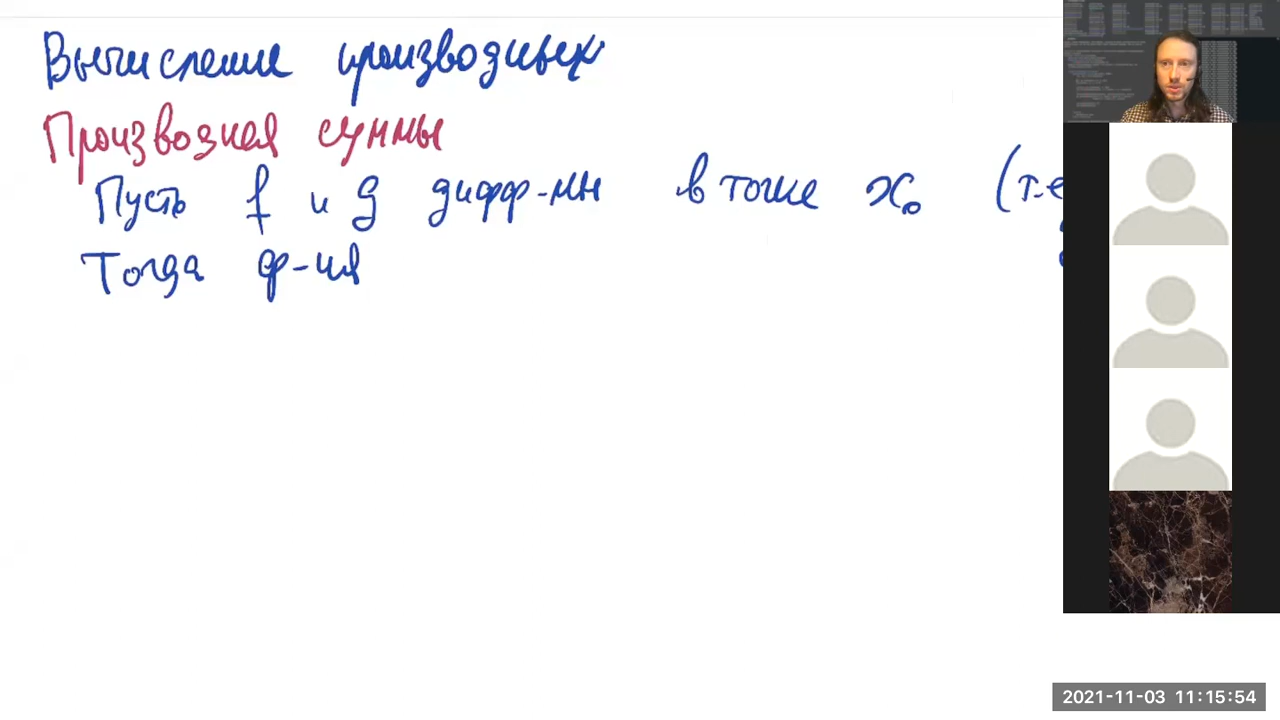 Вычисление производных
Производная суммы
Пусть f и g дифф-мы в точке x₀ (т.е
Тогда ф-ия
2021-11-03 11:15:54